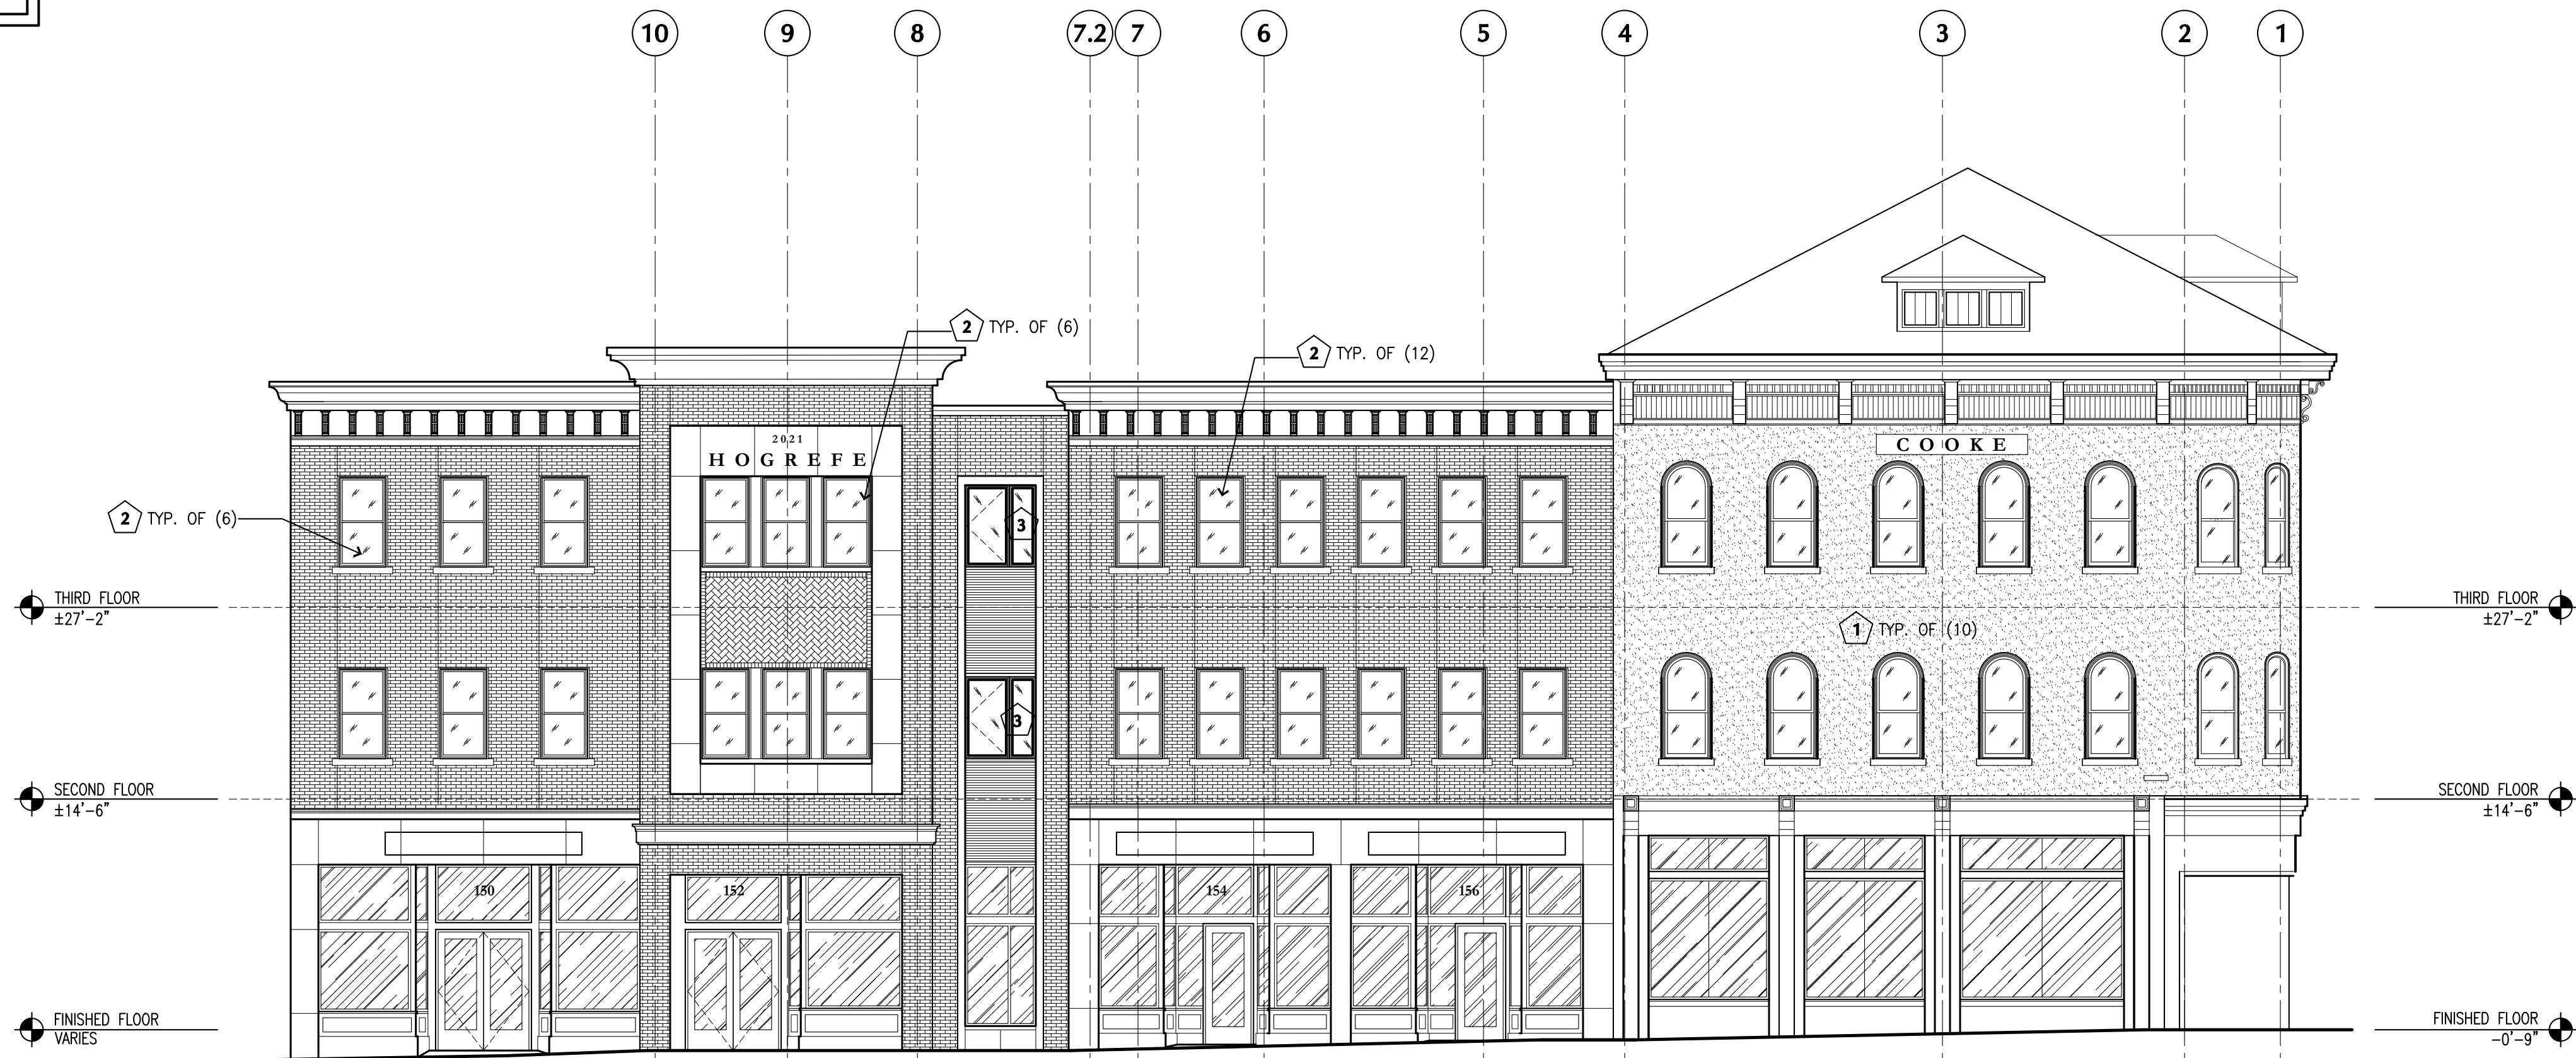 10 9 8 7.2 7 6 5 4 3 2 1
2 TYP. OF (6)
2 TYP. OF (12)
2021
HOGREFE
COOKE
2 TYP. OF (6)
3
THIRD FLOOR
±27'-2"
THIRD FLOOR
±27'-2"
1 TYP. OF (10)
3
SECOND FLOOR
±14'-6"
SECOND FLOOR
±14'-6"
150
152
154
156
FINISHED FLOOR
VARIES
FINISHED FLOOR
-0'-9"